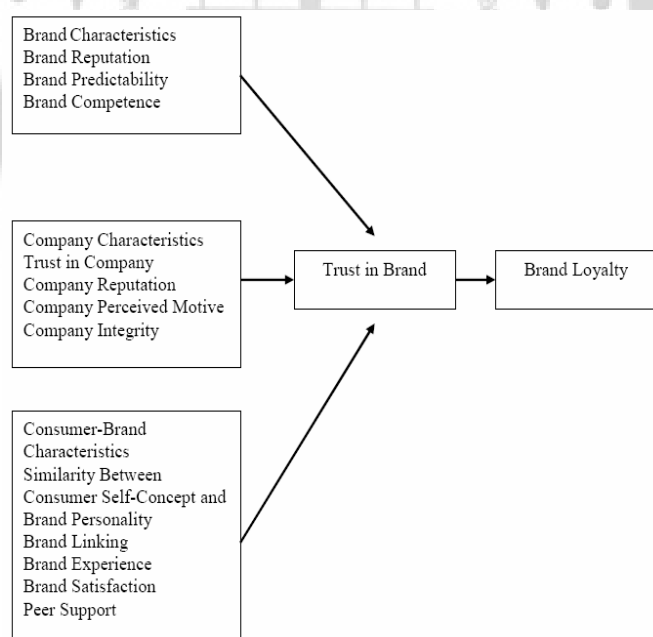 Brand Characteristics
Brand Reputation
Brand Predictability
Brand Competence
Company Characteristics
Trust in Company
Company Reputation
Company Perceived Motive
Company Integrity
Trust in Brand
Brand Loyalty
Consumer-Brand
Characteristics
Similarity Between
Consumer Self-Concept and
Brand Personality
Brand Linking
Brand Experience
Brand Satisfaction
Peer Support